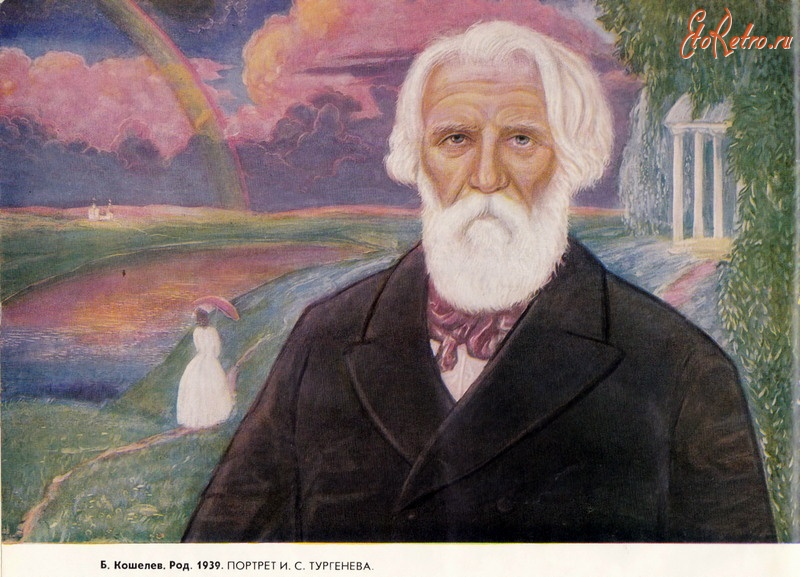 EtoRetro.ru
Б. Кошелев. Род. 1939. ПОРТРЕТ И. С. ТУРГЕНЕВА.